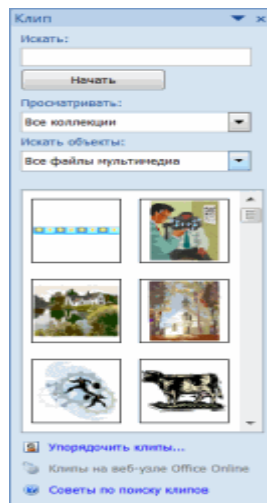 Клип
Искать:
Начать
Просматривать:
Все коллекции
Искать объекты:
Все файлы мультимедиа
Упорядочить клипы...
Клипы на веб-узле Office Online
Советы по поиску клипов